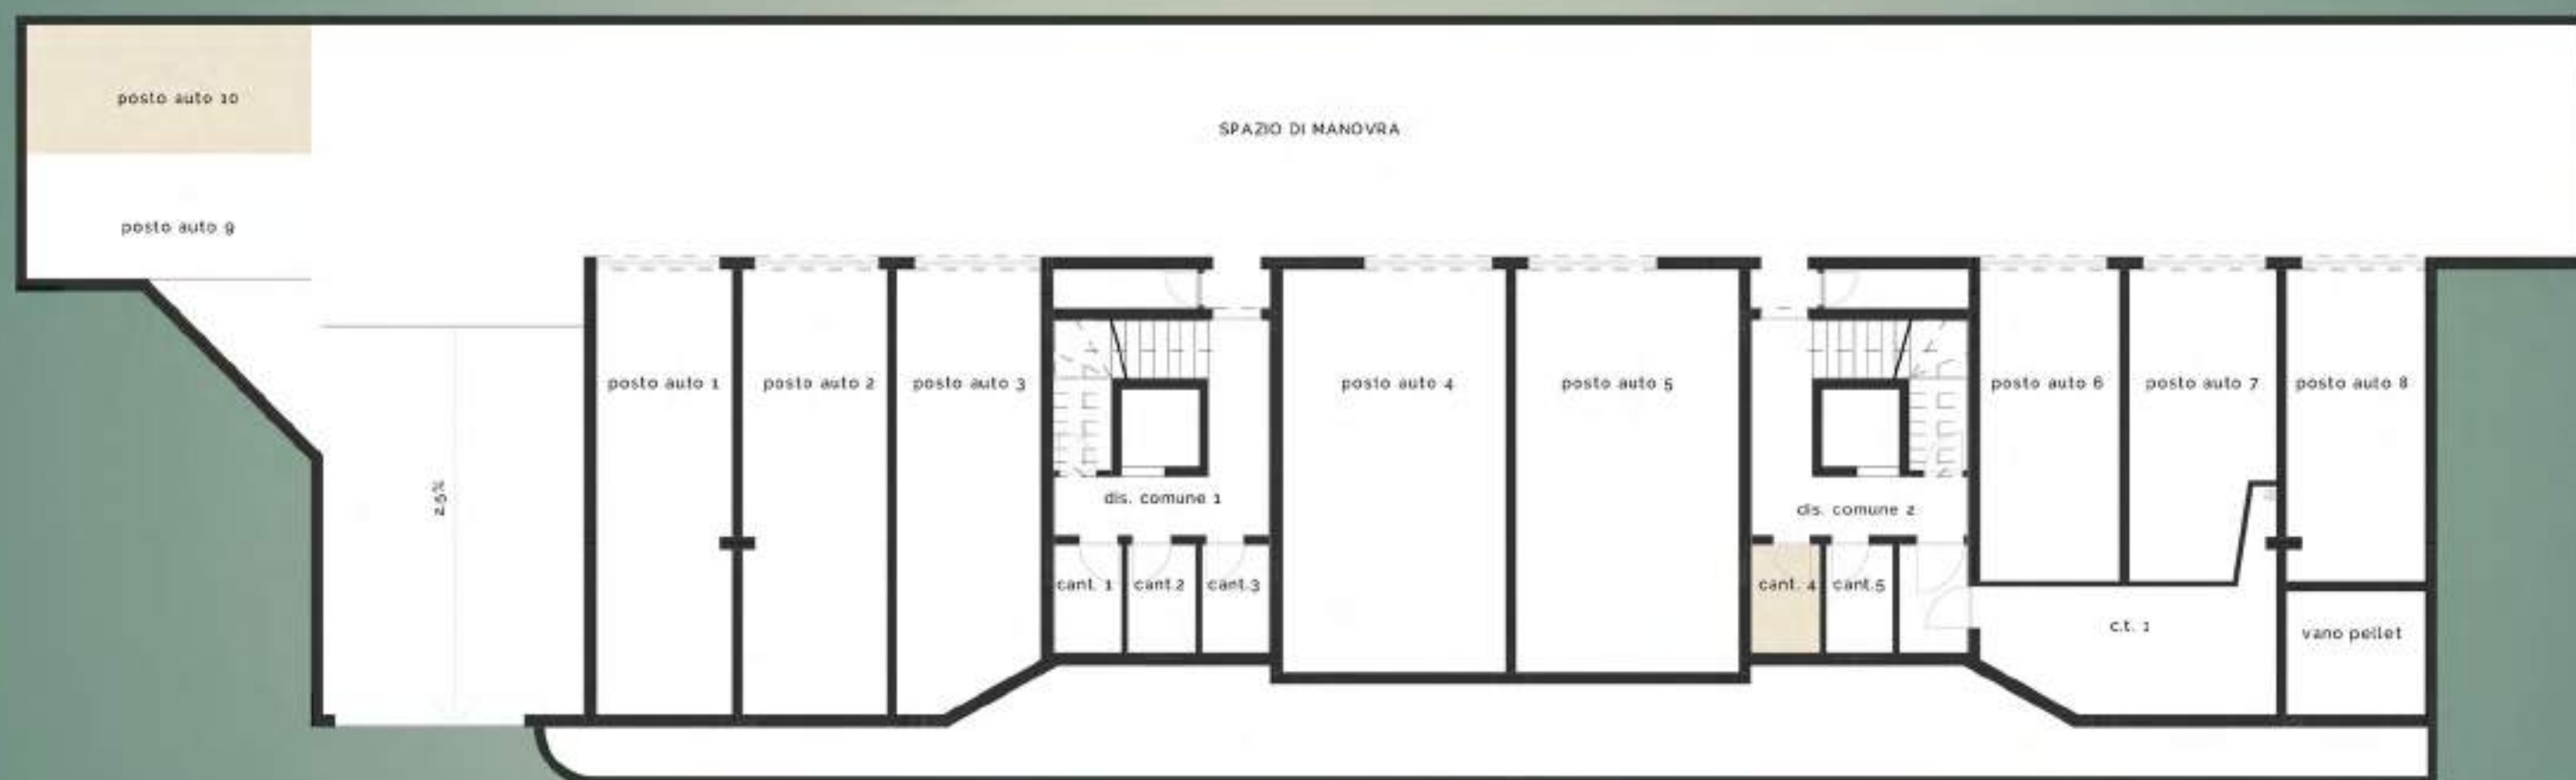 posto auto 10
SPAZIO DI MANOVRA
posto auto 9
posto auto 1
posto auto 2
posto auto 3
posto auto 4
posto auto 5
posto auto 6
posto auto 7
posto auto 8
2.5%
dis. comune 1
dis. comune 2
cant. 1
cant.2
cant.3
cant. 4
cant.5
c.t. 1
vano pellet